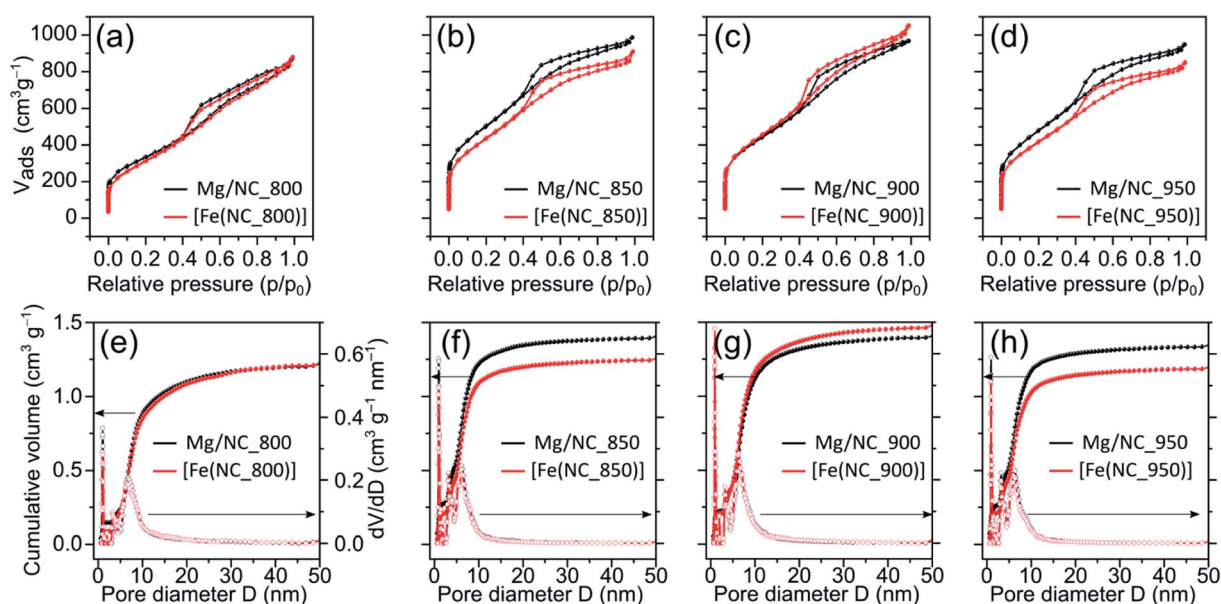 (a) (b) (c) (d)
1000
800
600
400
200
0
Vads (cm³g⁻¹)
Mg/NC_800
[Fe(NC_800)]
Mg/NC_850
[Fe(NC_850)]
Mg/NC_900
[Fe(NC_900)]
Mg/NC_950
[Fe(NC_950)]
0.0 0.2 0.4 0.6 0.8 1.0
0.0 0.2 0.4 0.6 0.8 1.0
0.0 0.2 0.4 0.6 0.8 1.0
0.0 0.2 0.4 0.6 0.8 1.0
Relative pressure (p/p₀)
Relative pressure (p/p₀)
Relative pressure (p/p₀)
Relative pressure (p/p₀)
(e) (f) (g) (h)
1.5
1.0
0.5
0.0
Cumulative volume (cm³ g⁻¹)
0.6
0.4
0.2
0.0
dV/dD (cm³ g⁻¹ nm⁻¹)
Mg/NC_800
[Fe(NC_800)]
Mg/NC_850
[Fe(NC_850)]
Mg/NC_900
[Fe(NC_900)]
Mg/NC_950
[Fe(NC_950)]
0 10 20 30 40 50
0 10 20 30 40 50
0 10 20 30 40 50
0 10 20 30 40 50
Pore diameter D (nm)
Pore diameter D (nm)
Pore diameter D (nm)
Pore diameter D (nm)